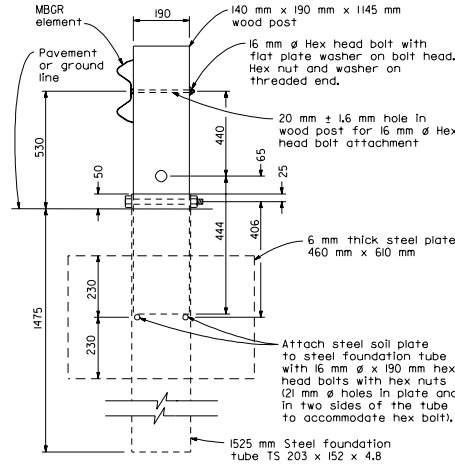 MBGR
element
190
140 mm x 190 mm x 1145 mm
wood post
Pavement
or ground
line
16 mm ø Hex head bolt with
flat plate washer on bolt head.
Hex nut and washer on
threaded end.
20 mm ± 1.6 mm hole in
wood post for 16 mm ø Hex
head bolt attachment
530
440
65
25
50
444
406
6 mm thick steel plate
460 mm x 610 mm
230
1475
230
Attach steel soil plate
to steel foundation tube
with 16 mm ø x 190 mm hex
head bolts with hex nuts
(21 mm ø holes in plate and
in two sides of the tube
to accommodate hex bolt).
1525 mm Steel foundation
tube TS 203 x 152 x 4.8